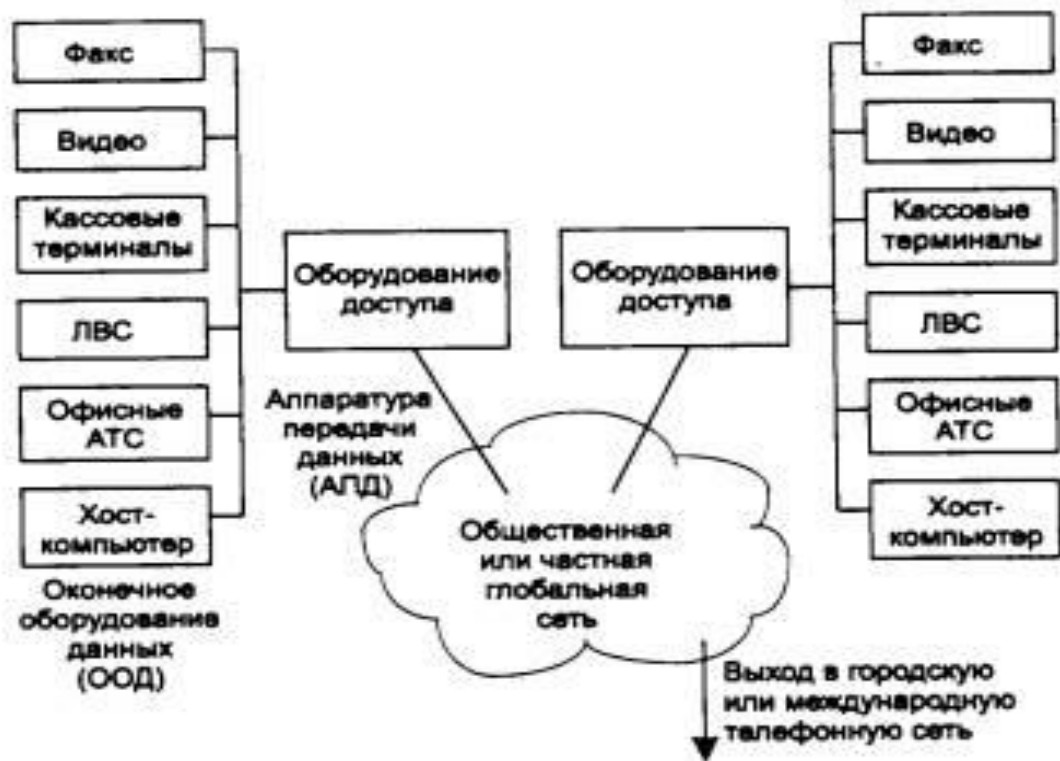 Факс
Видео
Кассовые
терминалы
ЛВС
Офисные
АТС
Хост-
компьютер
Оконечное
оборудование
данных
(ООД)
Оборудование
доступа
Аппаратура
передачи
данных
(АПД)
Оборудование
доступа
Общественная
или частная
глобальная
сеть
Выход в городскую
или международную
телефонную сеть
Факс
Видео
Кассовые
терминалы
ЛВС
Офисные
АТС
Хост-
компьютер